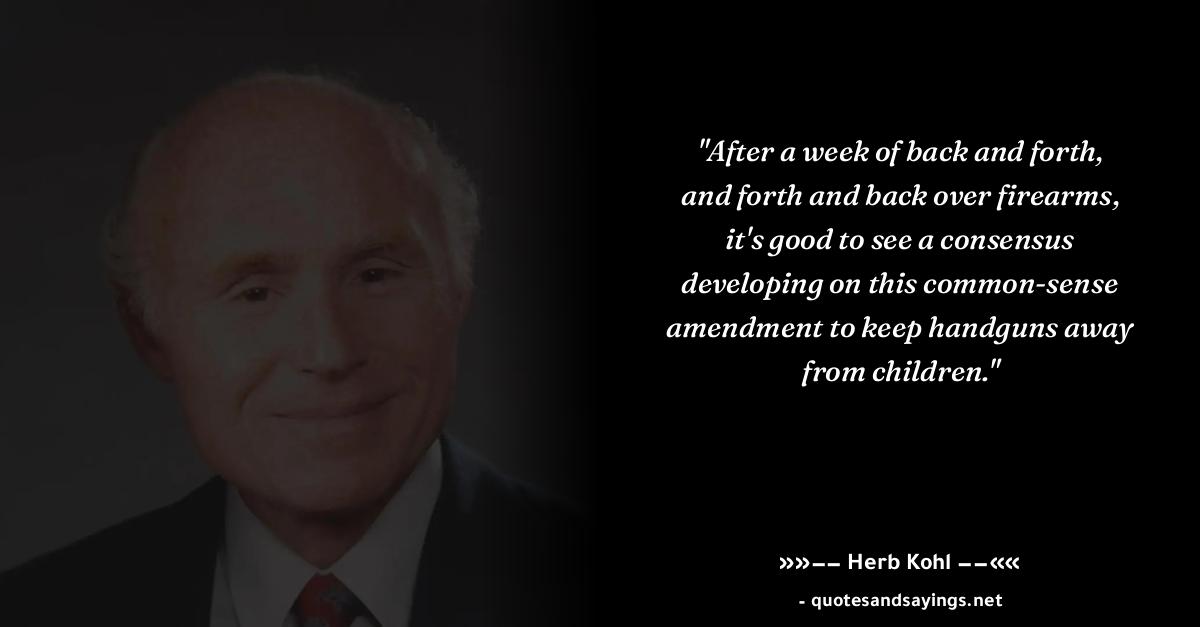 "After a week of back and forth,
and forth and back over firearms,
it's good to see a consensus
developing on this common-sense
amendment to keep handguns away
from children."
»»–– Herb Kohl ––««
- quotesandsayings.net